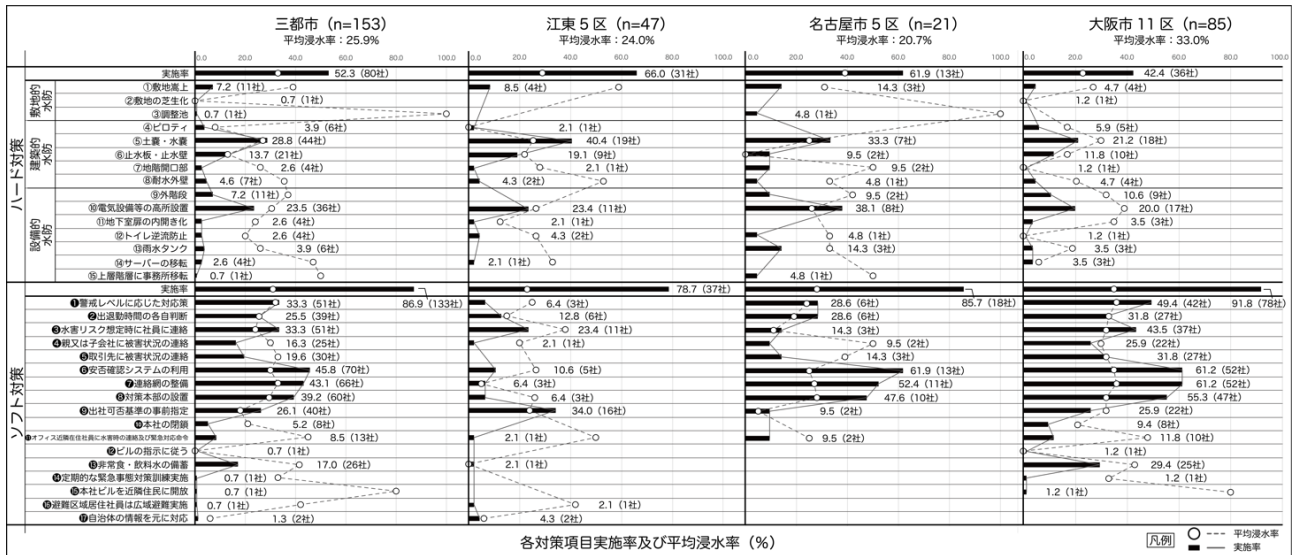 三都市（n=153） 江東５区（n=47） 名古屋市５区（n=21） 大阪市 11 区（n=85）
平均浸水率：25.9% 平均浸水率：24.0% 平均浸水率：20.7% 平均浸水率：33.0%
0.0 20.0 40.0 60.0 80.0 100.0 0.0 20.0 40.0 60.0 80.0 100.0 0.0 20.0 40.0 60.0 80.0 100.0 0.0 20.0 40.0 60.0 80.0 100.0
ハード対策
実施率 52.3（80社） 66.0（31社） 61.9（13社） 42.4（36社）
敷地的水防
①敷地嵩上 7.2（11社） 8.5（4社） 14.3（3社） 4.7（4社）
②敷地の芝生化 0.7（1社） 1.2（1社）
③調整池 0.7（1社） 4.8（1社）
建築的水防
④ピロティ 3.9（6社） 2.1（1社） 5.9（5社）
⑤土嚢・水嚢 28.8（44社） 40.4（19社） 33.3（7社） 21.2（18社）
⑥止水板・止水壁 13.7（21社） 19.1（9社） 9.5（2社） 11.8（10社）
⑦地階開口部 2.6（4社） 2.1（1社） 9.5（2社） 1.2（1社）
⑧耐水外壁 4.6（7社） 4.3（2社） 4.8（1社） 4.7（4社）
設備的水防
⑨外階段 7.2（11社） 9.5（2社） 10.6（9社）
⑩電気設備等の高所設置 23.5（36社） 23.4（11社） 38.1（8社） 20.0（17社）
⑪地下室扉の内開き化 2.6（4社） 2.1（1社） 3.5（3社）
⑫トイレ逆流防止 2.6（4社） 4.3（2社） 4.8（1社） 1.2（1社）
⑬雨水タンク 3.9（6社） 14.3（3社） 3.5（3社）
⑭サーバーの移転 2.6（4社） 2.1（1社） 3.5（3社）
⑮上層階層に事務所移転 0.7（1社） 4.8（1社）
ソフト対策
実施率 86.9（133社） 78.7（37社） 85.7（18社） 91.8（78社）
❶警戒レベルに応じた対応策 33.3（51社） 6.4（3社） 28.6（6社） 49.4（42社）
❷出退勤時間の各自判断 25.5（39社） 12.8（6社） 28.6（6社） 31.8（27社）
❸水害リスク想定時に社員に連絡 33.3（51社） 23.4（11社） 14.3（3社） 43.5（37社）
❹親又は子会社に被害状況の連絡 16.3（25社） 2.1（1社） 9.5（2社） 25.9（22社）
❺取引先に被害状況の連絡 19.6（30社） 14.3（3社） 31.8（27社）
❻安否確認システムの利用 45.8（70社） 10.6（5社） 61.9（13社） 61.2（52社）
❼連絡網の整備 43.1（66社） 6.4（3社） 52.4（11社） 61.2（52社）
❽対策本部の設置 39.2（60社） 6.4（3社） 47.6（10社） 55.3（47社）
❾出社可否基準の事前指定 26.1（40社） 34.0（16社） 9.5（2社） 25.9（22社）
❿本社の閉鎖 5.2（8社） 9.4（8社）
⓫オフィス近隣在住社員に水害時の連絡及び緊急対応命令 8.5（13社） 2.1（1社） 9.5（2社） 11.8（10社）
⓬ビルの指示に従う 0.7（1社） 1.2（1社）
⓭非常食・飲料水の備蓄 17.0（26社） 2.1（1社） 29.4（25社）
⓮定期的な緊急事態対策訓練実施 0.7（1社） 1.2（1社）
⓯本社ビルを近隣住民に開放 0.7（1社） 1.2（1社）
⓰避難区域居住社員は広域避難実施 0.7（1社） 2.1（1社）
⓱自治体の情報を元に対応 1.3（2社） 4.3（2社）
各対策項目実施率及び平均浸水率（%）
凡例 平均浸水率
実施率